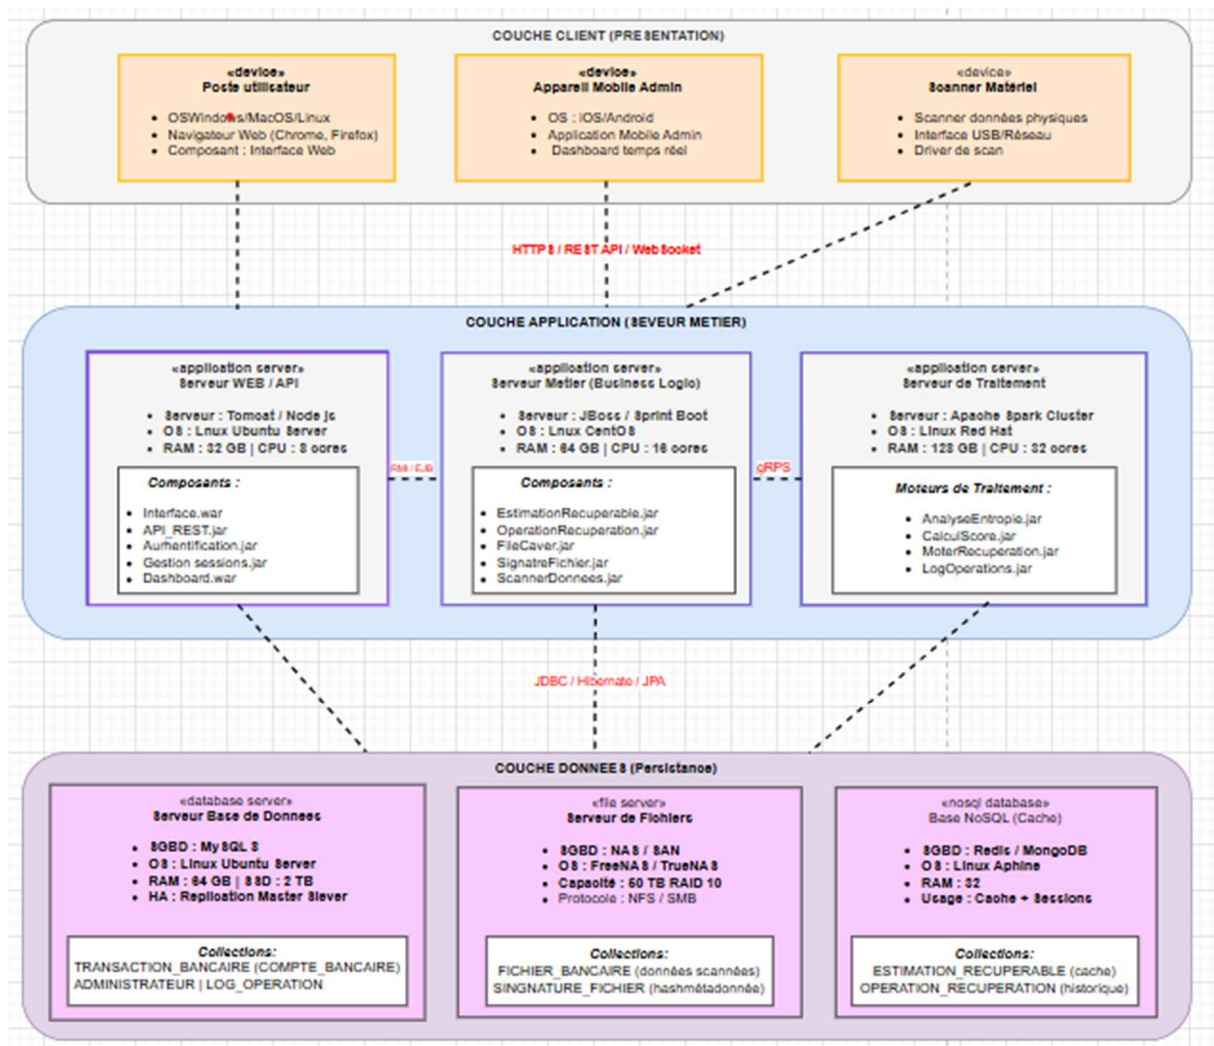 COUCHE CLIENT (PRESENTATION)
«device»
Poste utilisateur
OSWindows/MacOS/Linux
Navigateur Web (Chrome, Firefox)
Composant : Interface Web
«device»
Appareil Mobile Admin
OS : iOS/Android
Application Mobile Admin
Dashboard temps réel
«device»
Scanner Matériel
Scanner données physiques
Interface USB/Réseau
Driver de scan
HTTPS / REST API / WebSocket
COUCHE APPLICATION (SEVEUR METIER)
«application server»
Serveur WEB / API
Serveur : Tomcat / Node js
OS : Lnux Ubuntu Server
RAM : 32 GB | CPU : 8 cores
Composants :
Interface.war
API_REST.jar
Aurhentification.jar
Gestion sessions.jar
Dashboard.war
RMI / EJB
«application server»
Serveur Metier (Business Logic)
Serveur : JBoss / Sprint Boot
OS : Lnux CentOS
RAM : 64 GB | CPU : 16 cores
Composants :
EstimationRecuperable.jar
OperationRecuperation.jar
FileCaver.jar
SignatreFichier.jar
ScannerDonnees.jar
gRPS
«application server»
Serveur de Traitement
Serveur : Apache Spark Cluster
OS : Linux Red Hat
RAM : 128 GB | CPU : 32 cores
Moteurs de Traitement :
AnalyseEntropie.jar
CalculScore.jar
MoterRecuperation.jar
LogOperations.jar
JDBC / Hibernate / JPA
COUCHE DONNEES (Persistance)
«database server»
Serveur Base de Donnees
SGBD : MySQL 8
OS : Linux Ubuntu Server
RAM : 64 GB | SSD : 2 TB
HA : Replication Master Slever
Collections:
TRANSACTION_BANCAIRE (COMPTE_BANCAIRE)
ADMINISTRATEUR | LOG_OPERATION
«file server»
Serveur de Fichiers
SGBD : NAS / SAN
OS : FreeNAS / TrueNAS
Capacité : 50 TB RAID 10
Protocole : NFS / SMB
Collections:
FICHIER_BANCAIRE (données scannées)
SINGNATURE_FICHIER (hashmétadonnée)
«nosql database»
Base NoSQL (Cache)
SGBD : Redis / MongoDB
OS : Linux Alphine
RAM : 32
Usage : Cache + Sessions
Collections:
ESTIMATION_RECUPERABLE (cache)
OPERATION_RECUPERATION (historique)